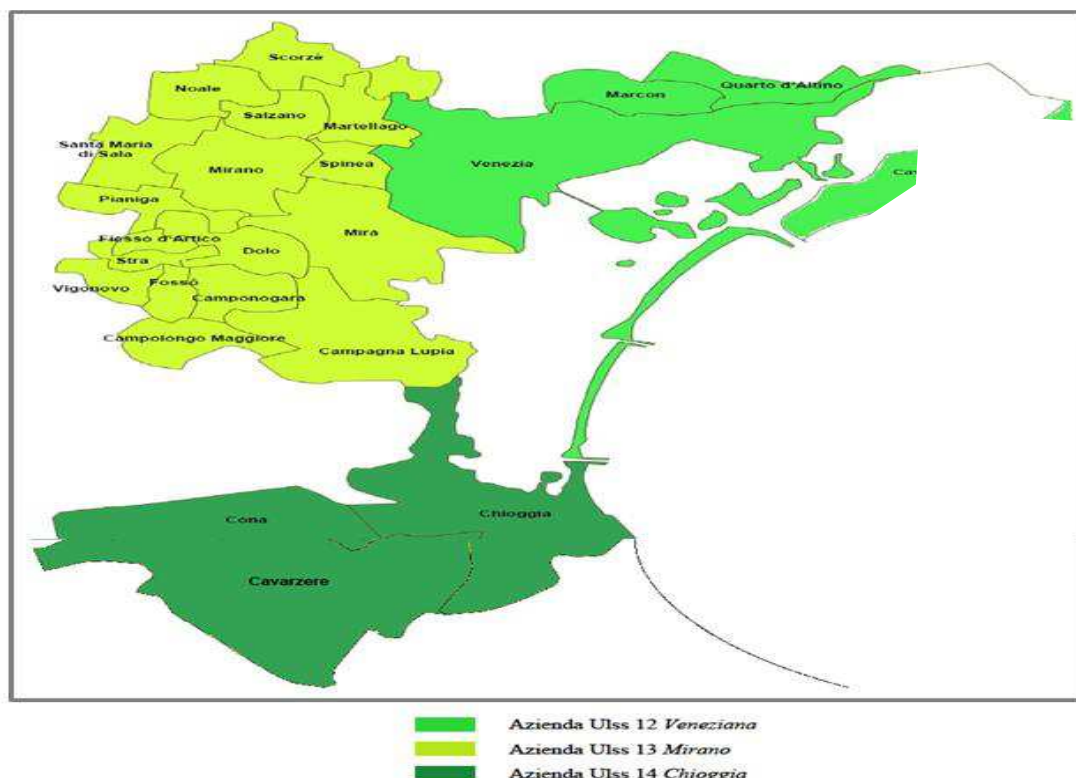 Scorzè
Noale
Quarto d'Altino
Marcon
Salzano
Martellago
Santa Maria
di Sala
Spinea
Venezia
Mirano
Pianiga
Mira
Fiesso d'Artico
Dolo
Stra
Vigonovo
Fossò
Camponogara
Campolongo Maggiore
Campagna Lupia
Chioggia
Cona
Cavarzere
Azienda Ulss 12 Veneziana
Azienda Ulss 13 Mirano
Azienda Ulss 14 Chioggia